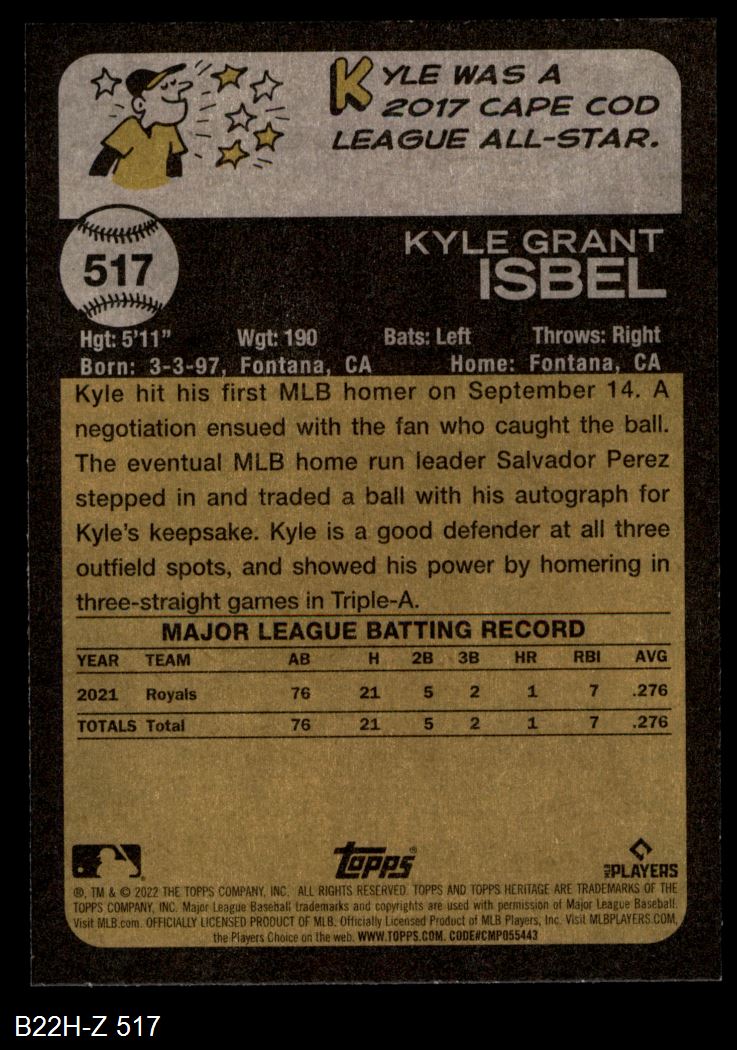 KYLE WAS A
2017 CAPE COD
LEAGUE ALL-STAR.
517
KYLE GRANT
ISBEL
Hgt: 5'11" Wgt: 190 Bats: Left Throws: Right
Born: 3-3-97, Fontana, CA Home: Fontana, CA
Kyle hit his first MLB homer on September 14. A
negotiation ensued with the fan who caught the ball.
The eventual MLB home run leader Salvador Perez
stepped in and traded a ball with his autograph for
Kyle's keepsake. Kyle is a good defender at all three
outfield spots, and showed his power by homering in
three-straight games in Triple-A.
MAJOR LEAGUE BATTING RECORD
YEAR TEAM AB H 2B 3B HR RBI AVG
2021 Royals 76 21 5 2 1 7 .276
TOTALS Total 76 21 5 2 1 7 .276
Topps®
MLB PLAYERS
®, TM & © 2022 THE TOPPS COMPANY, INC. ALL RIGHTS RESERVED. TOPPS AND TOPPS HERITAGE ARE TRADEMARKS OF THE
TOPPS COMPANY, INC. Major League Baseball trademarks and copyrights are used with permission of Major League Baseball.
Visit MLB.com. OFFICIALLY LICENSED PRODUCT OF MLB. Officially Licensed Product of MLB Players, Inc. Visit MLBPLAYERS.COM,
the Players Choice on the web. WWW.TOPPS.COM. CODE#CMP055443
B22H-Z 517